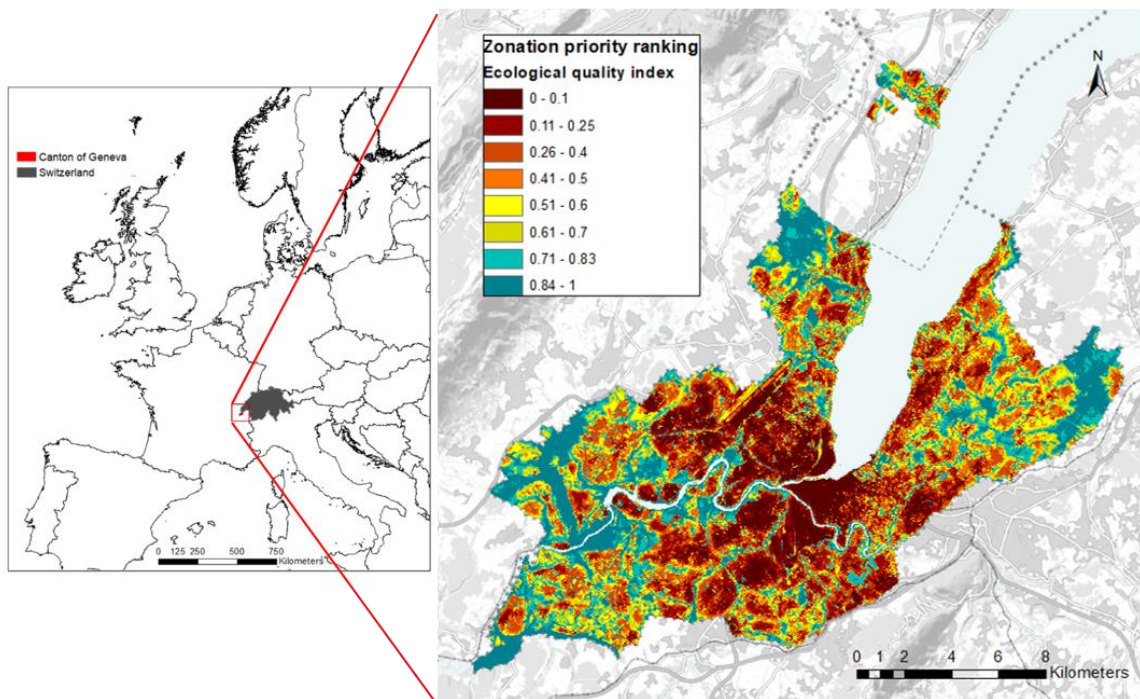 Canton of Geneva
Switzerland
0 125 250 500 750
Kilometers
Zonation priority ranking
Ecological quality index
0 - 0.1
0.11 - 0.25
0.26 - 0.4
0.41 - 0.5
0.51 - 0.6
0.61 - 0.7
0.71 - 0.83
0.84 - 1
N
0 1 2 4 6 8
Kilometers